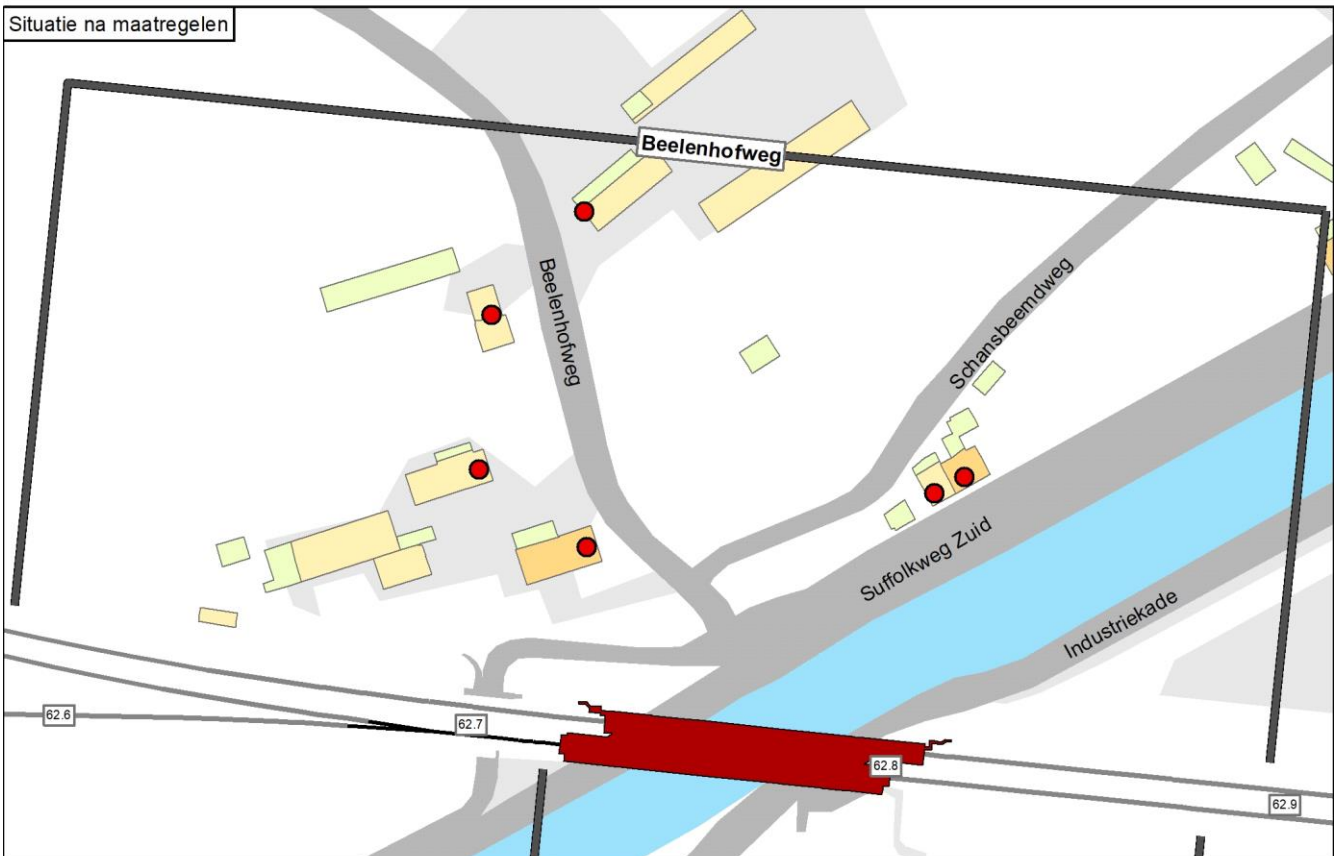 Situatie na maatregelen
Beelenhofweg
Beelenhofweg
Schansbeemdweg
Suffolkweg Zuid
Industriekade
62.6
62.7
62.8
62.9